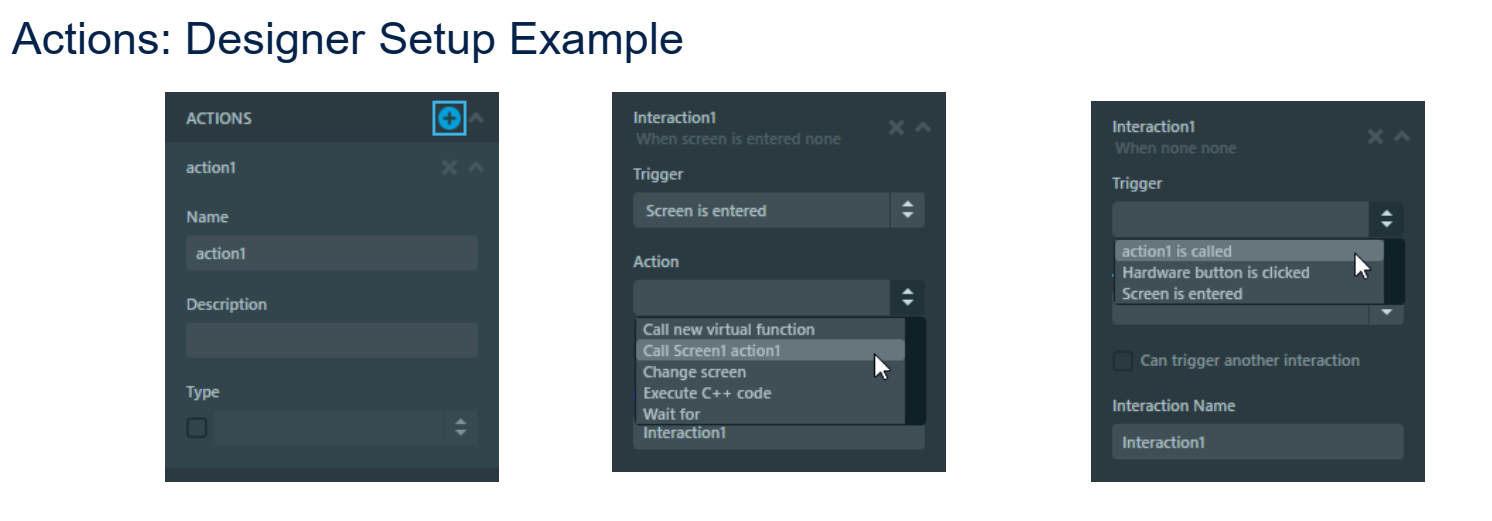 Actions: Designer Setup Example
ACTIONS
action1
Name
action1
Description
Type
Interaction1
When screen is entered none
Trigger
Screen is entered
Action
Call new virtual function
Call Screen1 action1
Change screen
Execute C++ code
Wait for
Interaction1
Interaction1
When none none
Trigger
action1 is called
Hardware button is clicked
Screen is entered
Can trigger another interaction
Interaction Name
Interaction1